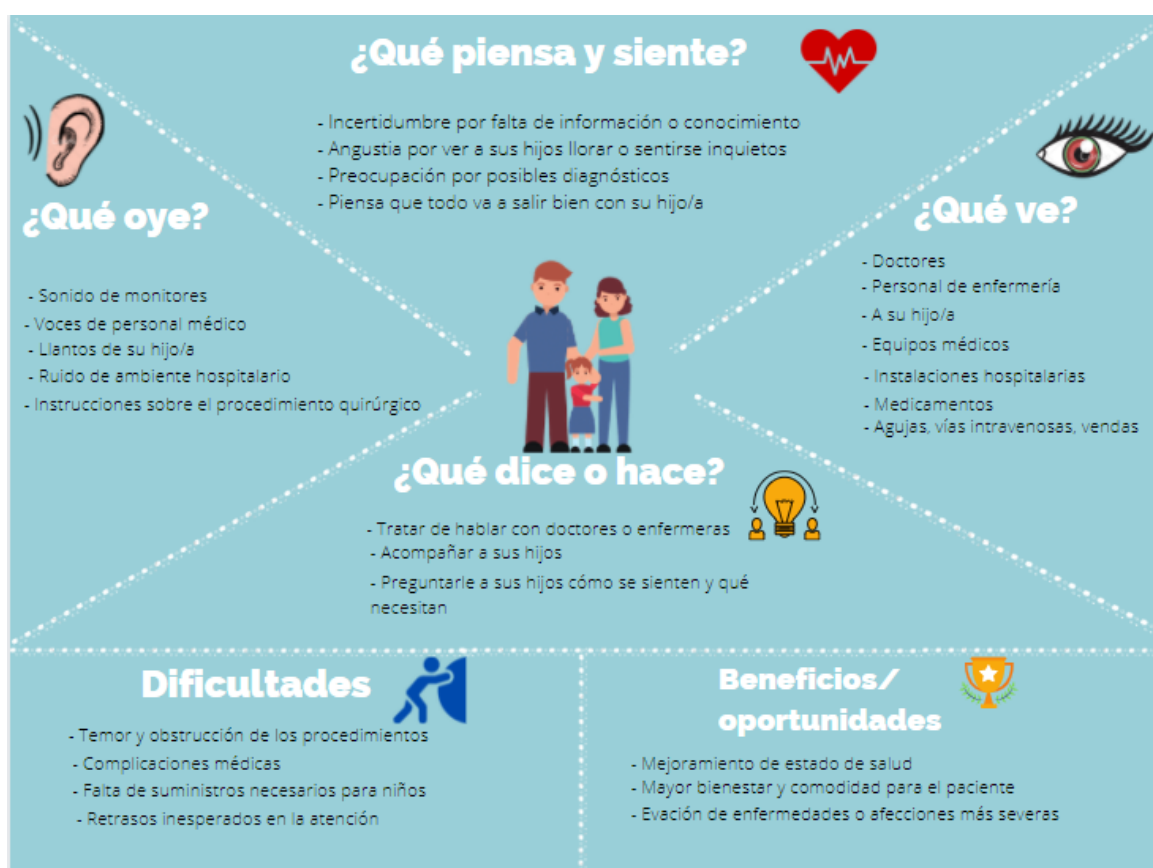 ¿Qué piensa y siente?
- Incertidumbre por falta de información o conocimiento
- Angustia por ver a sus hijos llorar o sentirse inquietos
- Preocupación por posibles diagnósticos
- Piensa que todo va a salir bien con su hijo/a
¿Qué oye?
- Sonido de monitores
- Voces de personal médico
- Llantos de su hijo/a
- Ruido de ambiente hospitalario
- Instrucciones sobre el procedimiento quirúrgico
¿Qué ve?
- Doctores
- Personal de enfermería
- A su hijo/a
- Equipos médicos
- Instalaciones hospitalarias
- Medicamentos
- Agujas, vías intravenosas, vendas
¿Qué dice o hace?
- Tratar de hablar con doctores o enfermeras
- Acompañar a sus hijos
- Preguntarle a sus hijos cómo se sienten y qué
necesitan
Dificultades
- Temor y obstrucción de los procedimientos
- Complicaciones médicas
- Falta de suministros necesarios para niños
- Retrasos inesperados en la atención
Beneficios/
oportunidades
- Mejoramiento de estado de salud
- Mayor bienestar y comodidad para el paciente
- Evación de enfermedades o afecciones más severas